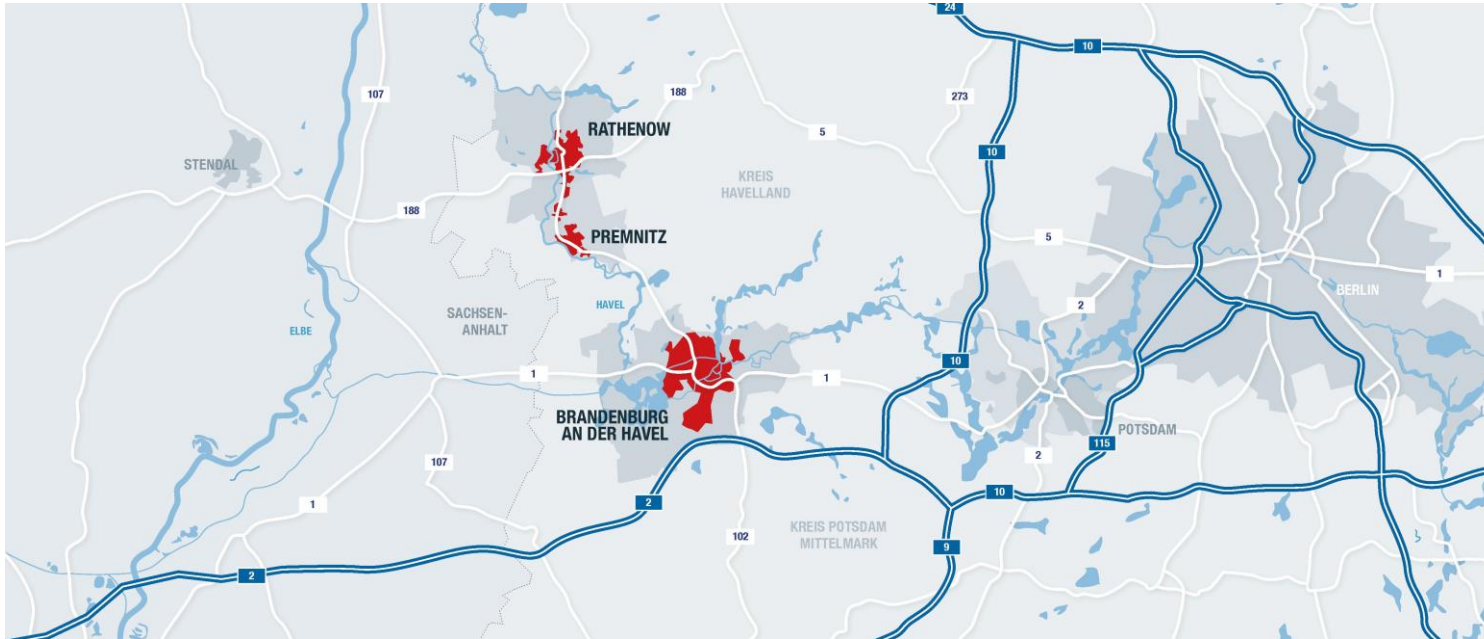 24
10
107
188
273
RATHENOW
5
10
STENDAL
KREIS
HAVELLAND
188
PREMNITZ
5
1
HAVEL
BERLIN
SACHSEN-
ANHALT
2
ELBE
10
1
1
BRANDENBURG
AN DER HAVEL
POTSDAM
115
107
2
10
1
2
KREIS POTSDAM
MITTELMARK
102
9
2